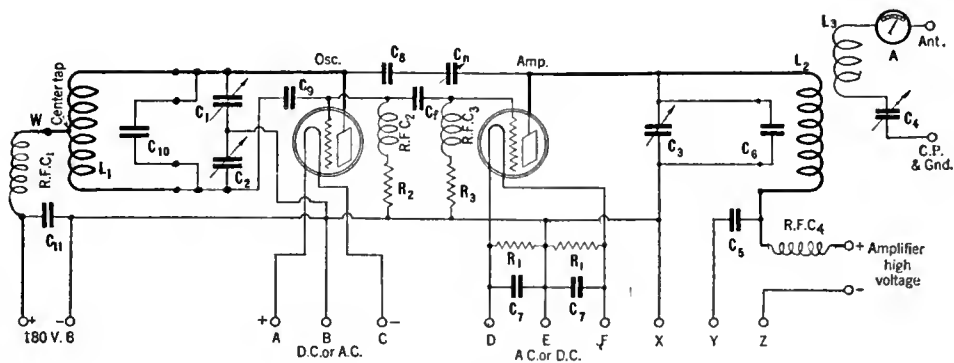 L3
A
Ant.
Osc.
C8
Cn
Amp.
L2
W
Center tap
C1
C9
Cf
R.F.C2
R.F.C3
C10
C3
C6
C4
C.P. & Gnd.
R.F.C1
L1
C2
R2
R3
C11
C5
R.F.C4
+ Amplifier
high
voltage
-
R1
R1
C7
C7
+ -
180 V. B
+ A B C -
D.C. or A.C.
D E F
A.C. or D.C.
X Y Z